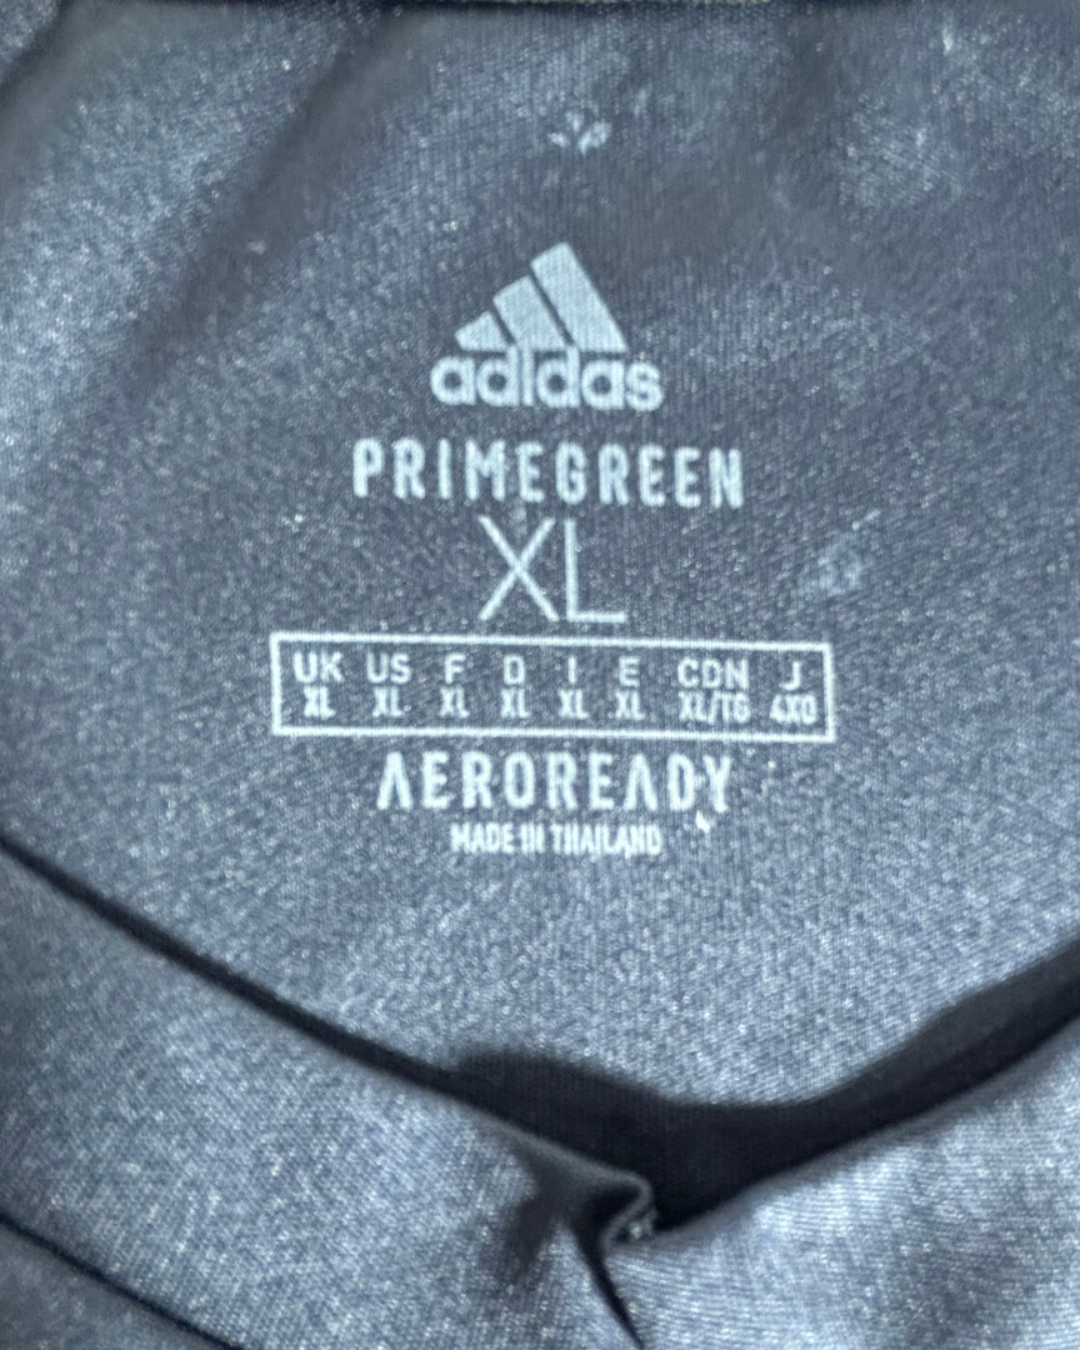 adidas
PRIMEGREEN
XL
UK US F D I E CDN J
XL XL XL XL XL XL XL/TG 4XO
AEROREADY
MADE IN THAILAND